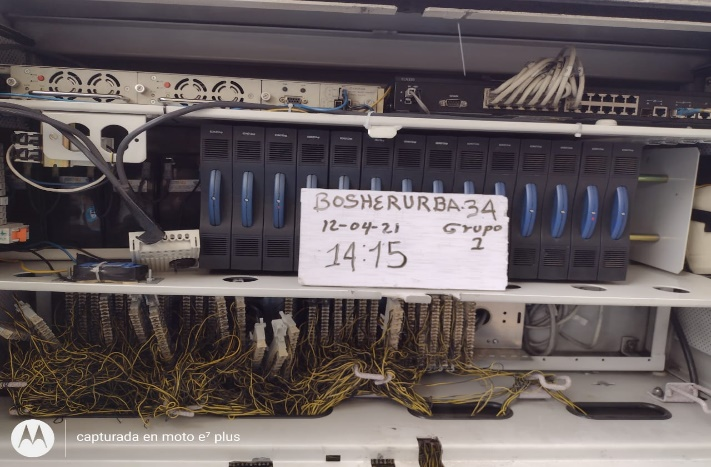 BOSHERURBA-34
12-04-21 Grupo
1
14:15
capturada en moto e⁷ plus